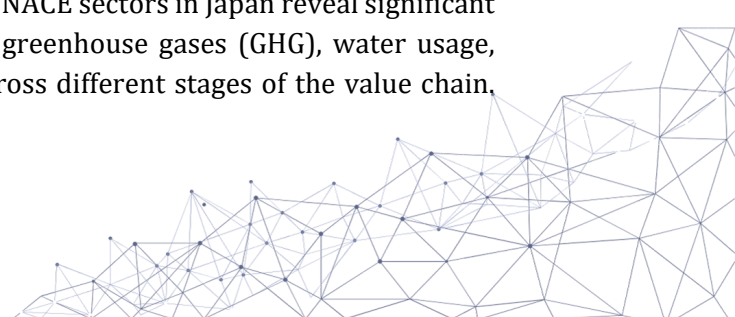 NACE sectors in Japan reveal significant
greenhouse gases (GHG), water usage,
ross different stages of the value chain.